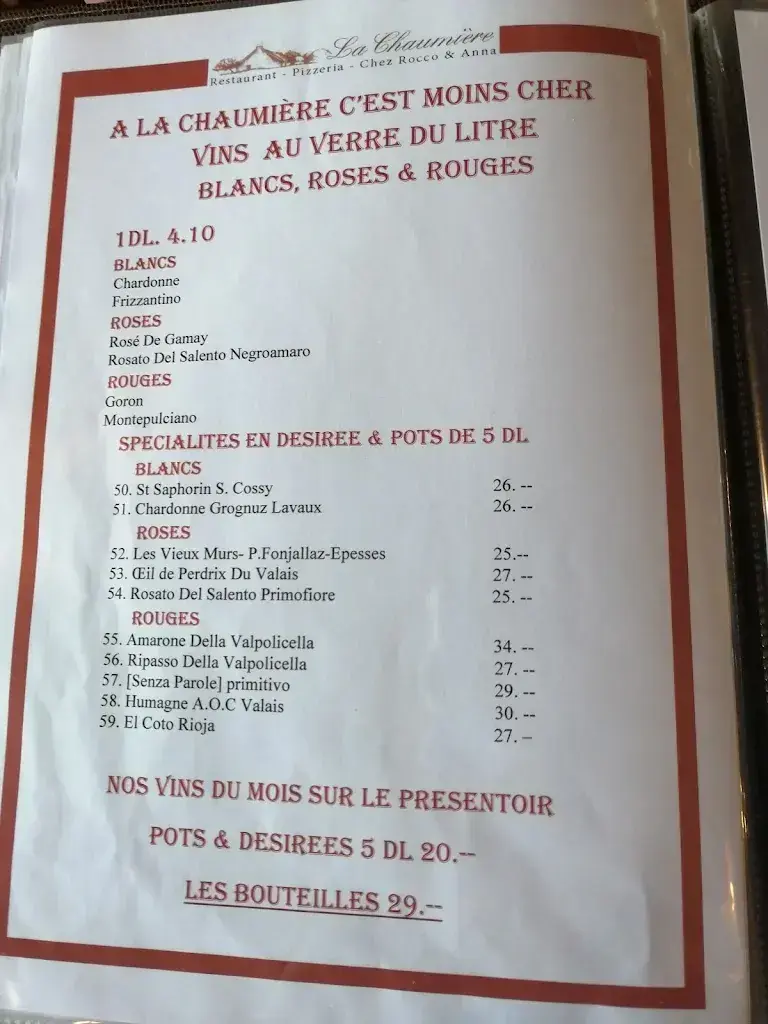 La Chaumière
Restaurant - Pizzeria - Chez Rocco & Anna
A LA CHAUMIÈRE C'EST MOINS CHER
VINS AU VERRE DU LITRE
BLANCS, ROSES & ROUGES
1DL. 4.10
BLANCS
Chardonne
Frizzantino
ROSES
Rosé De Gamay
Rosato Del Salento Negroamaro
ROUGES
Goron
Montepulciano
SPECIALITES EN DESIREE & POTS DE 5 DL
BLANCS
50. St Saphorin S. Cossy 26. --
51. Chardonne Grognuz Lavaux 26. --
ROSES
52. Les Vieux Murs- P.Fonjallaz-Epesses 25.--
53. Œil de Perdrix Du Valais 27. --
54. Rosato Del Salento Primofiore 25. --
ROUGES
55. Amarone Della Valpolicella 34. --
56. Ripasso Della Valpolicella 27. --
57. [Senza Parole] primitivo 29. --
58. Humagne A.O.C Valais 30. --
59. El Coto Rioja 27. –
NOS VINS DU MOIS SUR LE PRESENTOIR
POTS & DESIREES 5 DL 20.--
LES BOUTEILLES 29.--